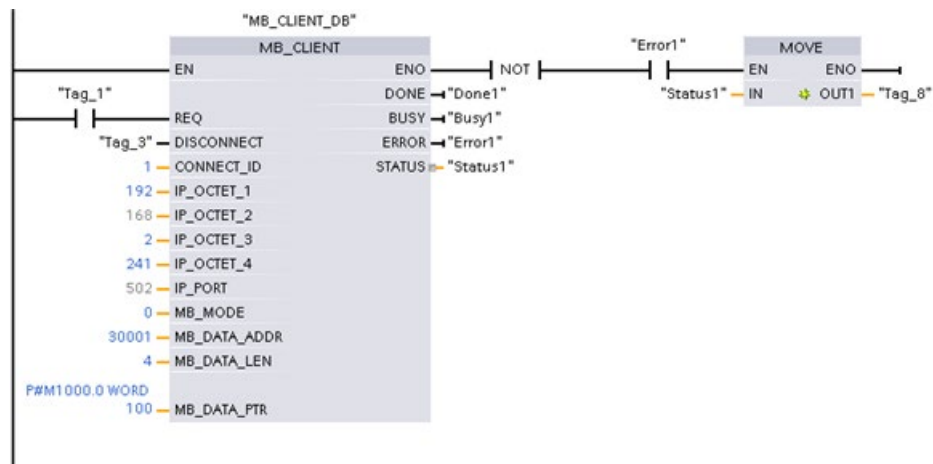 "MB_CLIENT_DB"
MB_CLIENT "Error1" MOVE
EN ENO NOT EN ENO
"Tag_1" DONE "Done1" "Status1" IN OUT1 "Tag_8"
REQ BUSY "Busy1"
"Tag_3" DISCONNECT ERROR "Error1"
1 CONNECT_ID STATUS "Status1"
192 IP_OCTET_1
168 IP_OCTET_2
2 IP_OCTET_3
241 IP_OCTET_4
502 IP_PORT
0 MB_MODE
30001 MB_DATA_ADDR
4 MB_DATA_LEN
P#M1000.0 WORD
100 MB_DATA_PTR